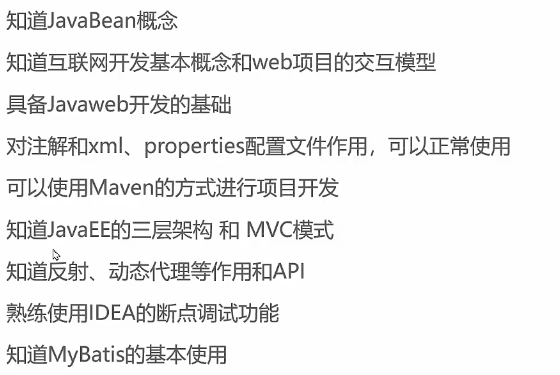 知道JavaBean概念
知道互联网开发基本概念和web项目的交互模型
具备Javaweb开发的基础
对注解和xml、properties配置文件作用，可以正常使用
可以使用Maven的方式进行项目开发
知道JavaEE的三层架构 和 MVC模式
知道反射、动态代理等作用和API
熟练使用IDEA的断点调试功能
知道MyBatis的基本使用